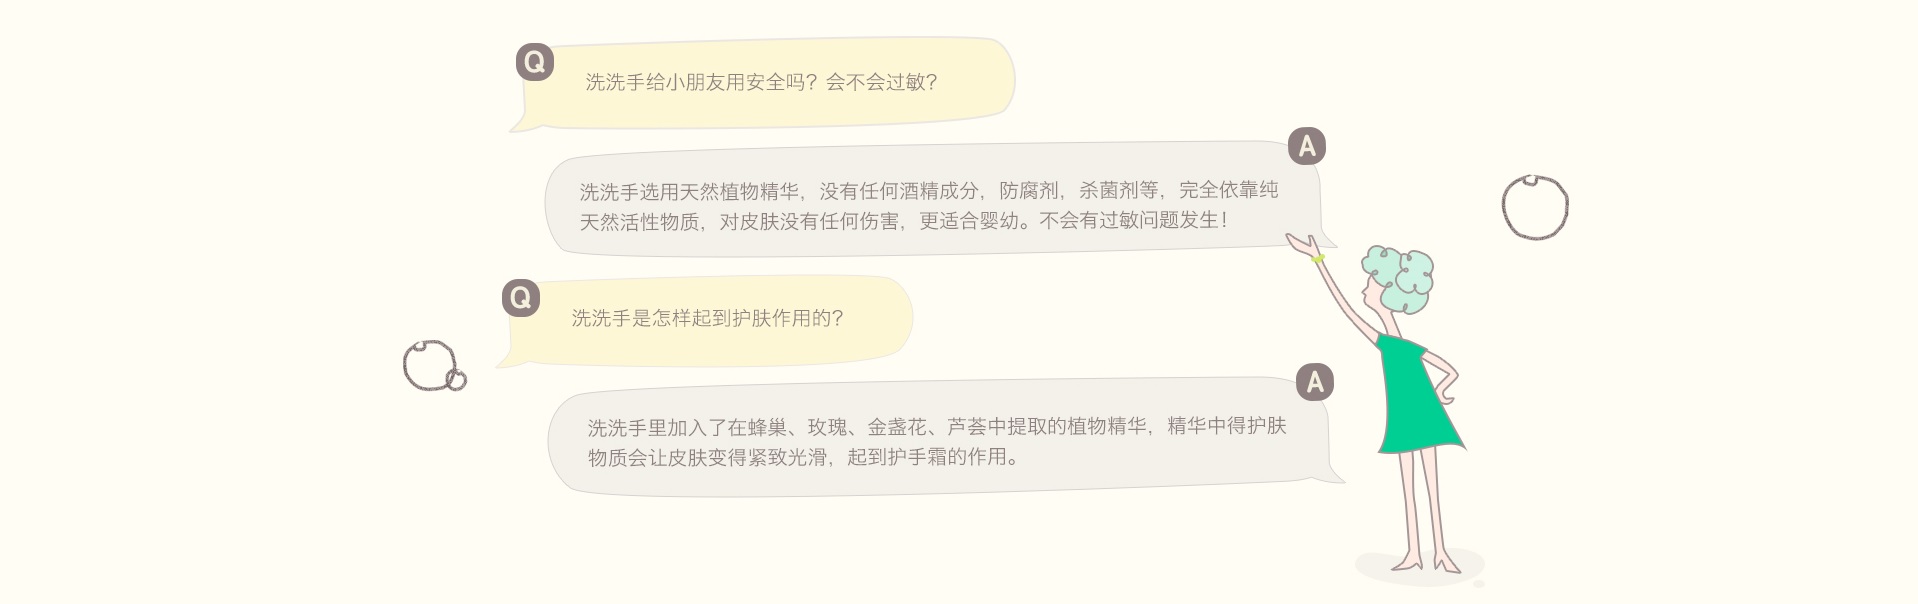 Q
洗洗手给小朋友用安全吗？会不会过敏？
A
洗洗手选用天然植物精华，没有任何酒精成分，防腐剂，杀菌剂等，完全依靠纯
天然活性物质，对皮肤没有任何伤害，更适合婴幼。不会有过敏问题发生！
Q
洗洗手是怎样起到护肤作用的？
A
洗洗手里加入了在蜂巢、玫瑰、金盏花、芦荟中提取的植物精华，精华中得护肤
物质会让皮肤变得紧致光滑，起到护手霜的作用。